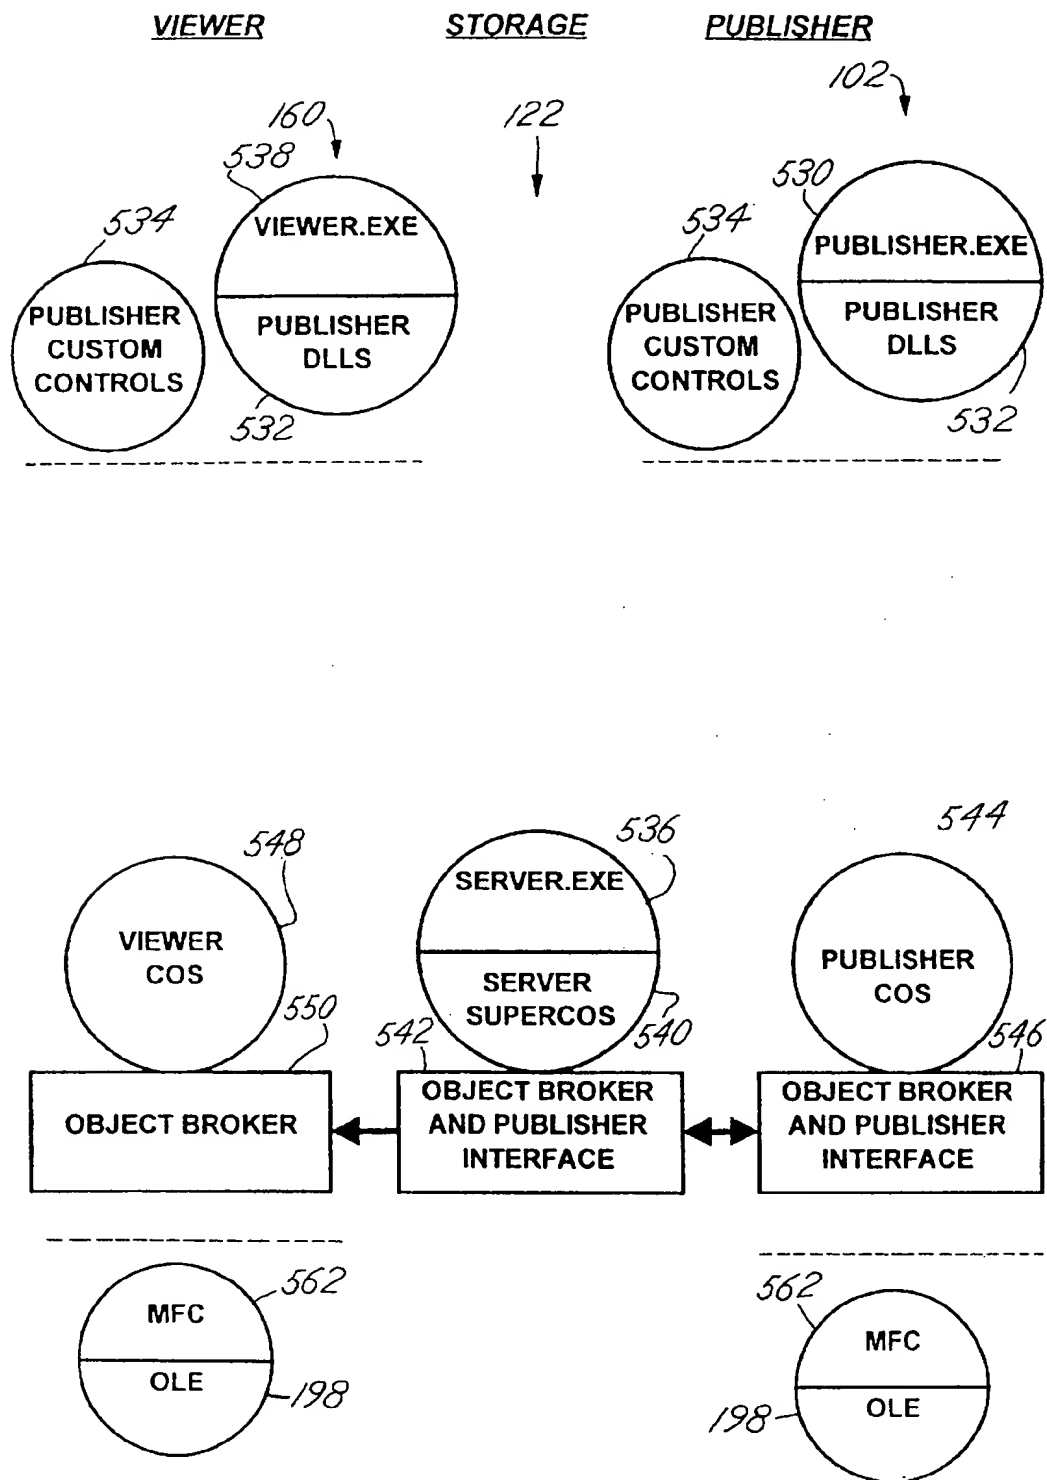 VIEWER STORAGE PUBLISHER
102
160
122
538
530
534
534
VIEWER.EXE
PUBLISHER.EXE
PUBLISHER
CUSTOM
CONTROLS
PUBLISHER
DLLS
PUBLISHER
CUSTOM
CONTROLS
PUBLISHER
DLLS
532
532
544
548
536
SERVER.EXE
VIEWER
COS
SERVER
SUPERCOS
PUBLISHER
COS
550
542
540
546
OBJECT BROKER
OBJECT BROKER
AND PUBLISHER
INTERFACE
OBJECT BROKER
AND PUBLISHER
INTERFACE
562
562
MFC
OLE
198
MFC
OLE
198